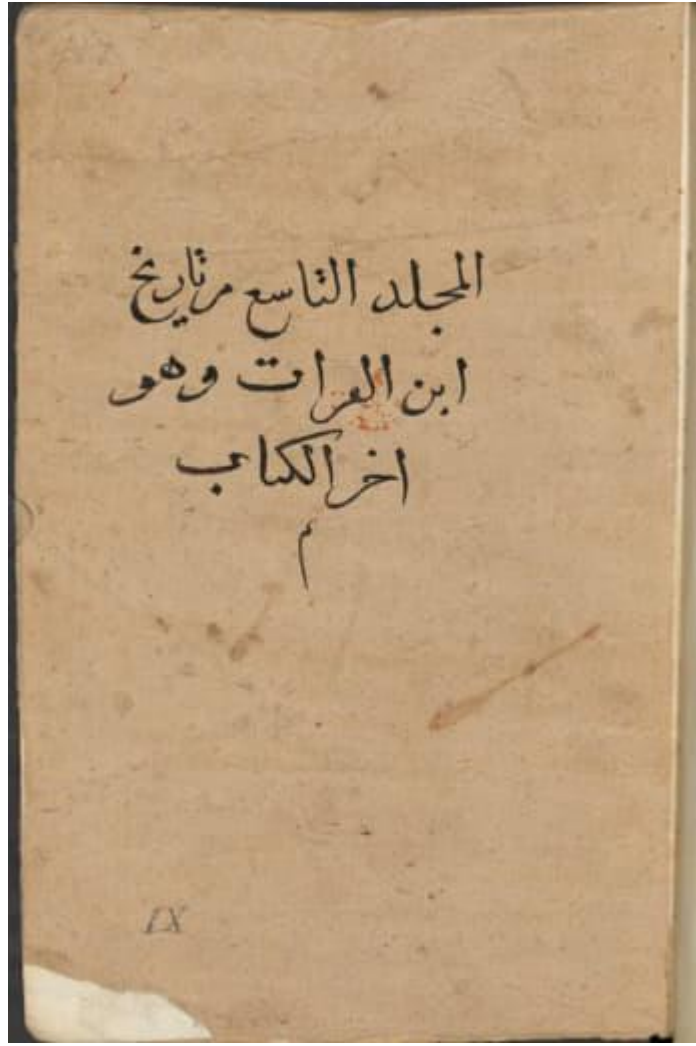 المجلد التاسع من تاريخ
ابن الفرات وهو
اخر الكتاب
م
IX